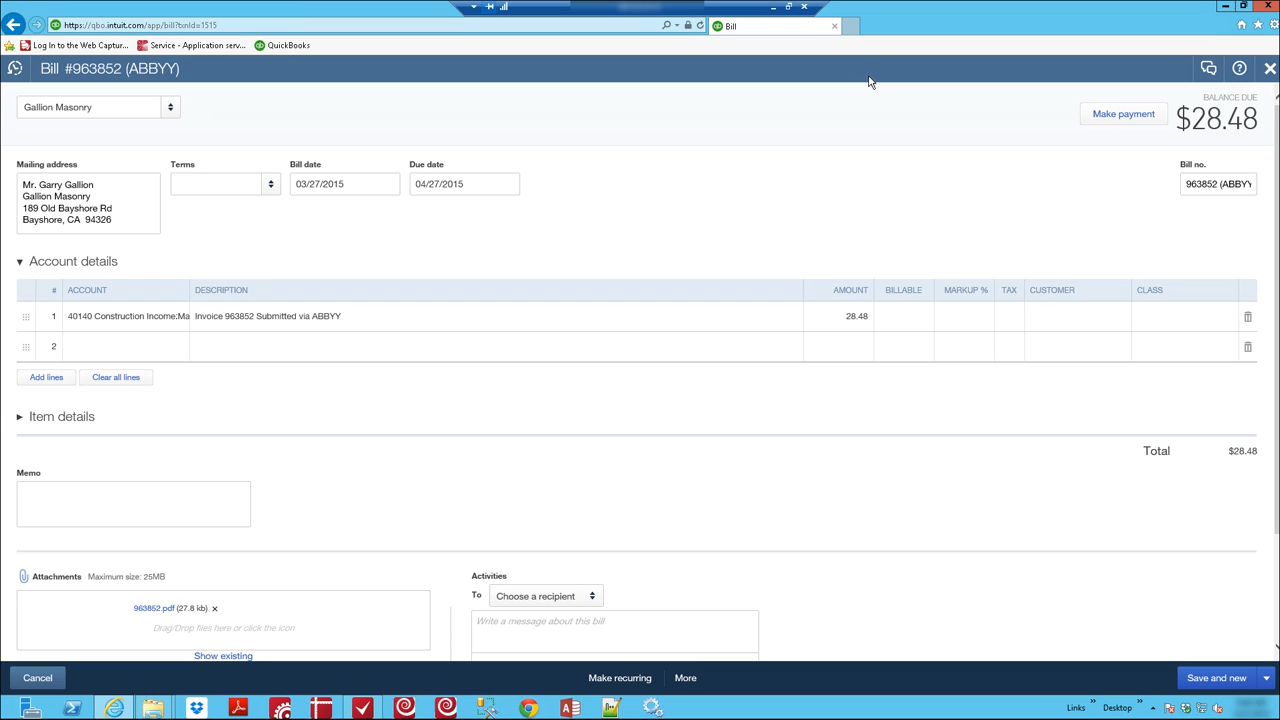 https://qbo.intuit.com/app/bill?txnId=1515
Bill
Log In to the Web Captur... Service - Application serv... QuickBooks
Bill #963852 (ABBYY)
Gallion Masonry
Make payment
BALANCE DUE
$28.48
Mailing address
Terms
Bill date
Due date
Bill no.
Mr. Garry Gallion
Gallion Masonry
189 Old Bayshore Rd
Bayshore, CA 94326
03/27/2015
04/27/2015
963852 (ABBYY
Account details
# ACCOUNT DESCRIPTION AMOUNT BILLABLE MARKUP % TAX CUSTOMER CLASS
1 40140 Construction Income:Ma Invoice 963852 Submitted via ABBYY 28.48
2
Add lines Clear all lines
Item details
Total $28.48
Memo
Attachments Maximum size: 25MB
963852.pdf (27.8 kb) x
Drag/Drop files here or click the icon
Show existing
Activities
To Choose a recipient
Write a message about this bill
Cancel Make recurring More Save and new
Links Desktop